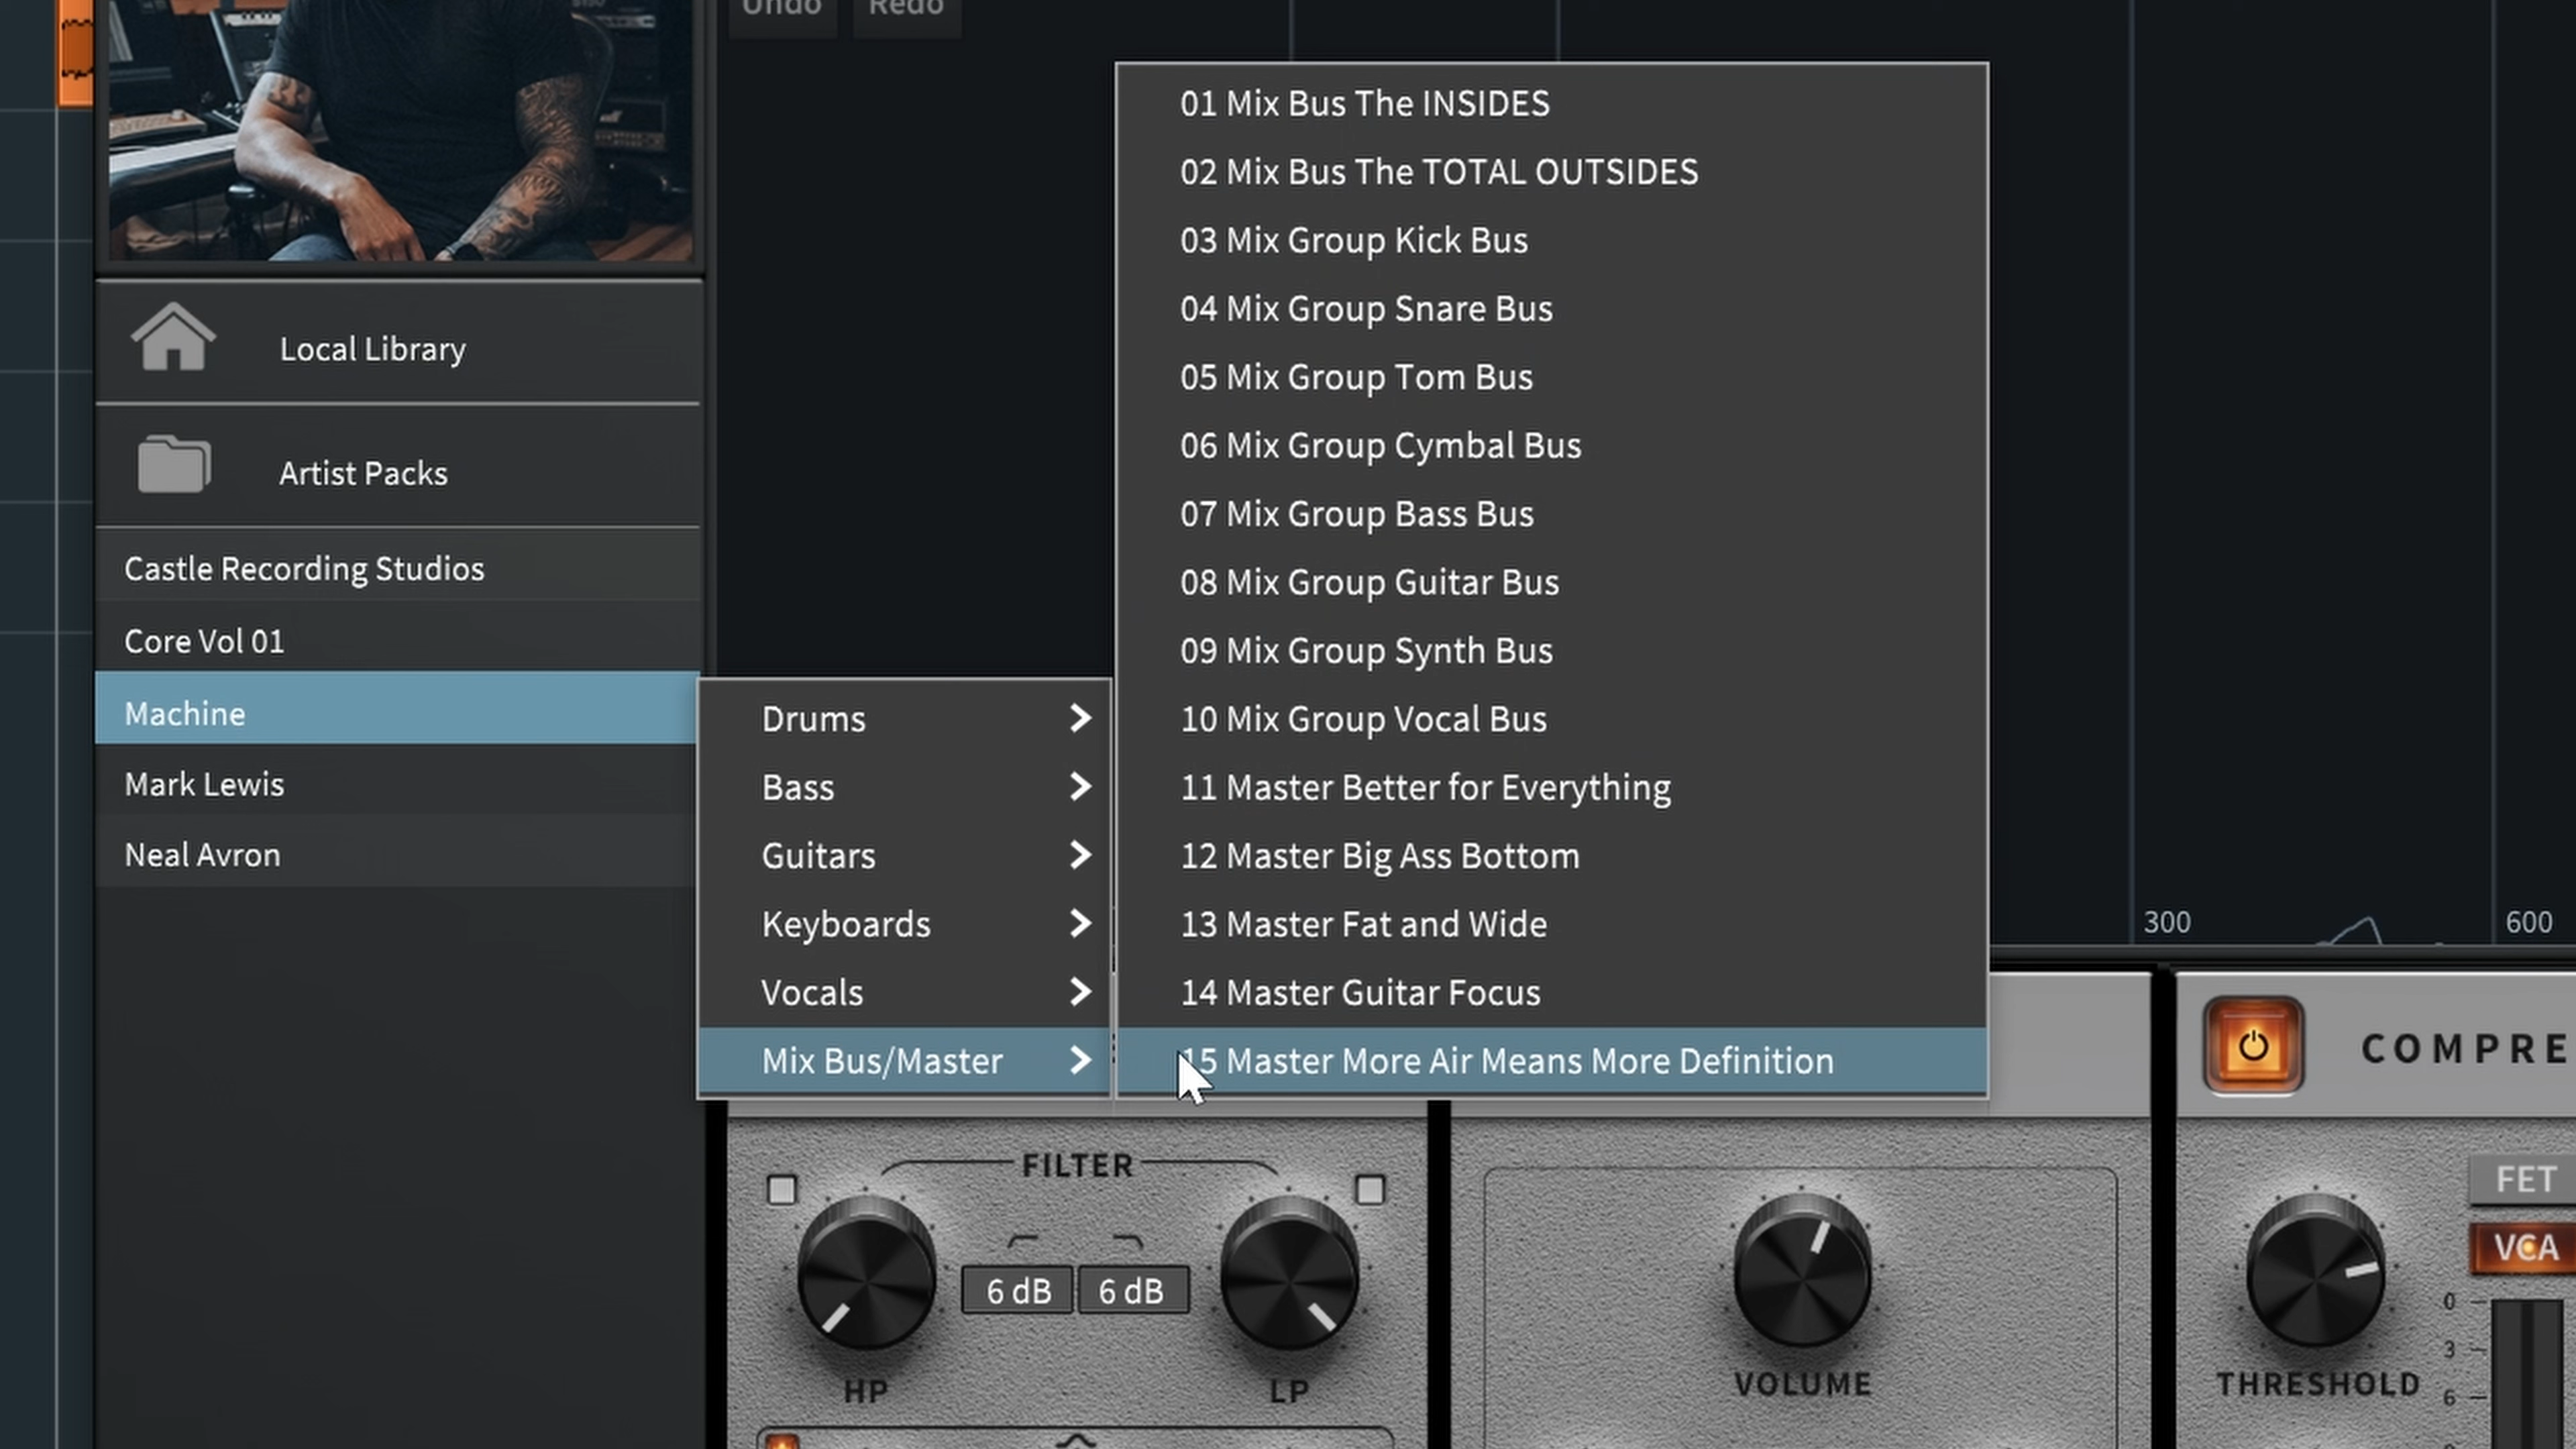 Undo Redo
01 Mix Bus The INSIDES
02 Mix Bus The TOTAL OUTSIDES
03 Mix Group Kick Bus
04 Mix Group Snare Bus
05 Mix Group Tom Bus
06 Mix Group Cymbal Bus
07 Mix Group Bass Bus
08 Mix Group Guitar Bus
09 Mix Group Synth Bus
10 Mix Group Vocal Bus
11 Master Better for Everything
12 Master Big Ass Bottom
13 Master Fat and Wide
14 Master Guitar Focus
15 Master More Air Means More Definition
Local Library
Artist Packs
Castle Recording Studios
Core Vol 01
Machine
Mark Lewis
Neal Avron
Drums
Bass
Guitars
Keyboards
Vocals
Mix Bus/Master
300 600
COMPRE
FILTER
6 dB 6 dB
HP LP
VOLUME
THRESHOLD
FET
VCA
0
3
6